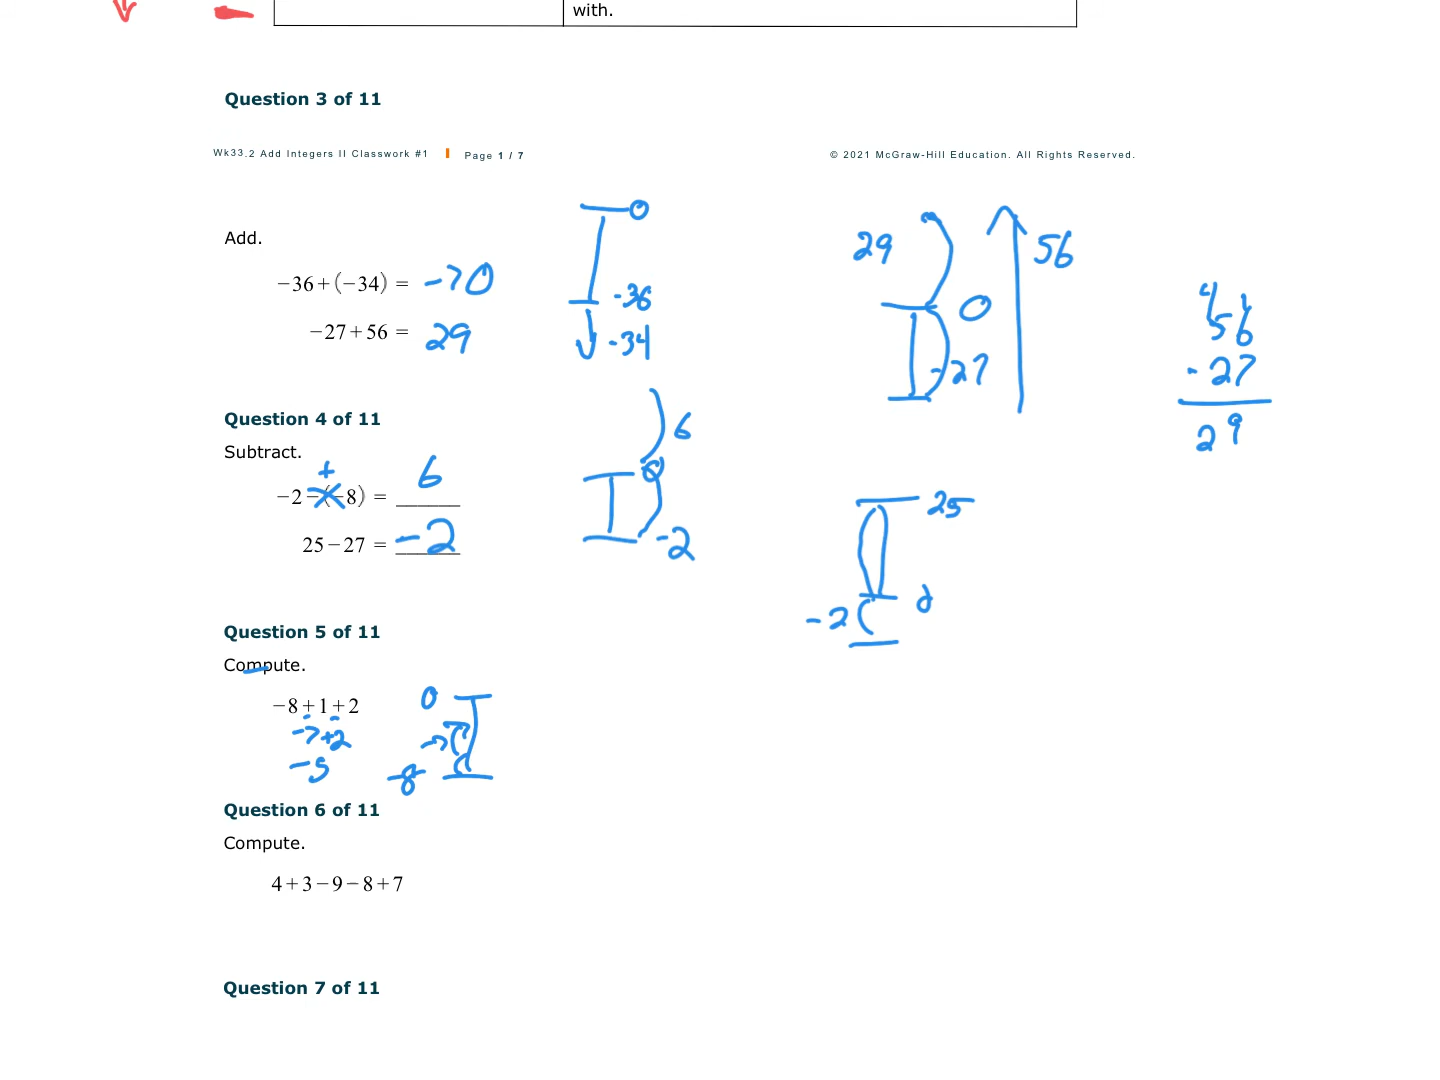 with.
Question 3 of 11
Wk33.2 Add Integers II Classwork #1 Page 1 / 7 © 2021 McGraw-Hill Education. All Rights Reserved.
Add.
−36+(−34) = -70
−27+56 = 29
0
-36
-34
29
56
0
-27
4 1
56
- 27
29
Question 4 of 11
Subtract.
+
−2−(−8) = 6
25−27 = -2
6
0
-2
25
0
-2
Question 5 of 11
Compute.
−8+1+2
-7+2
-5
0
-7
-8
Question 6 of 11
Compute.
4+3−9−8+7
Question 7 of 11